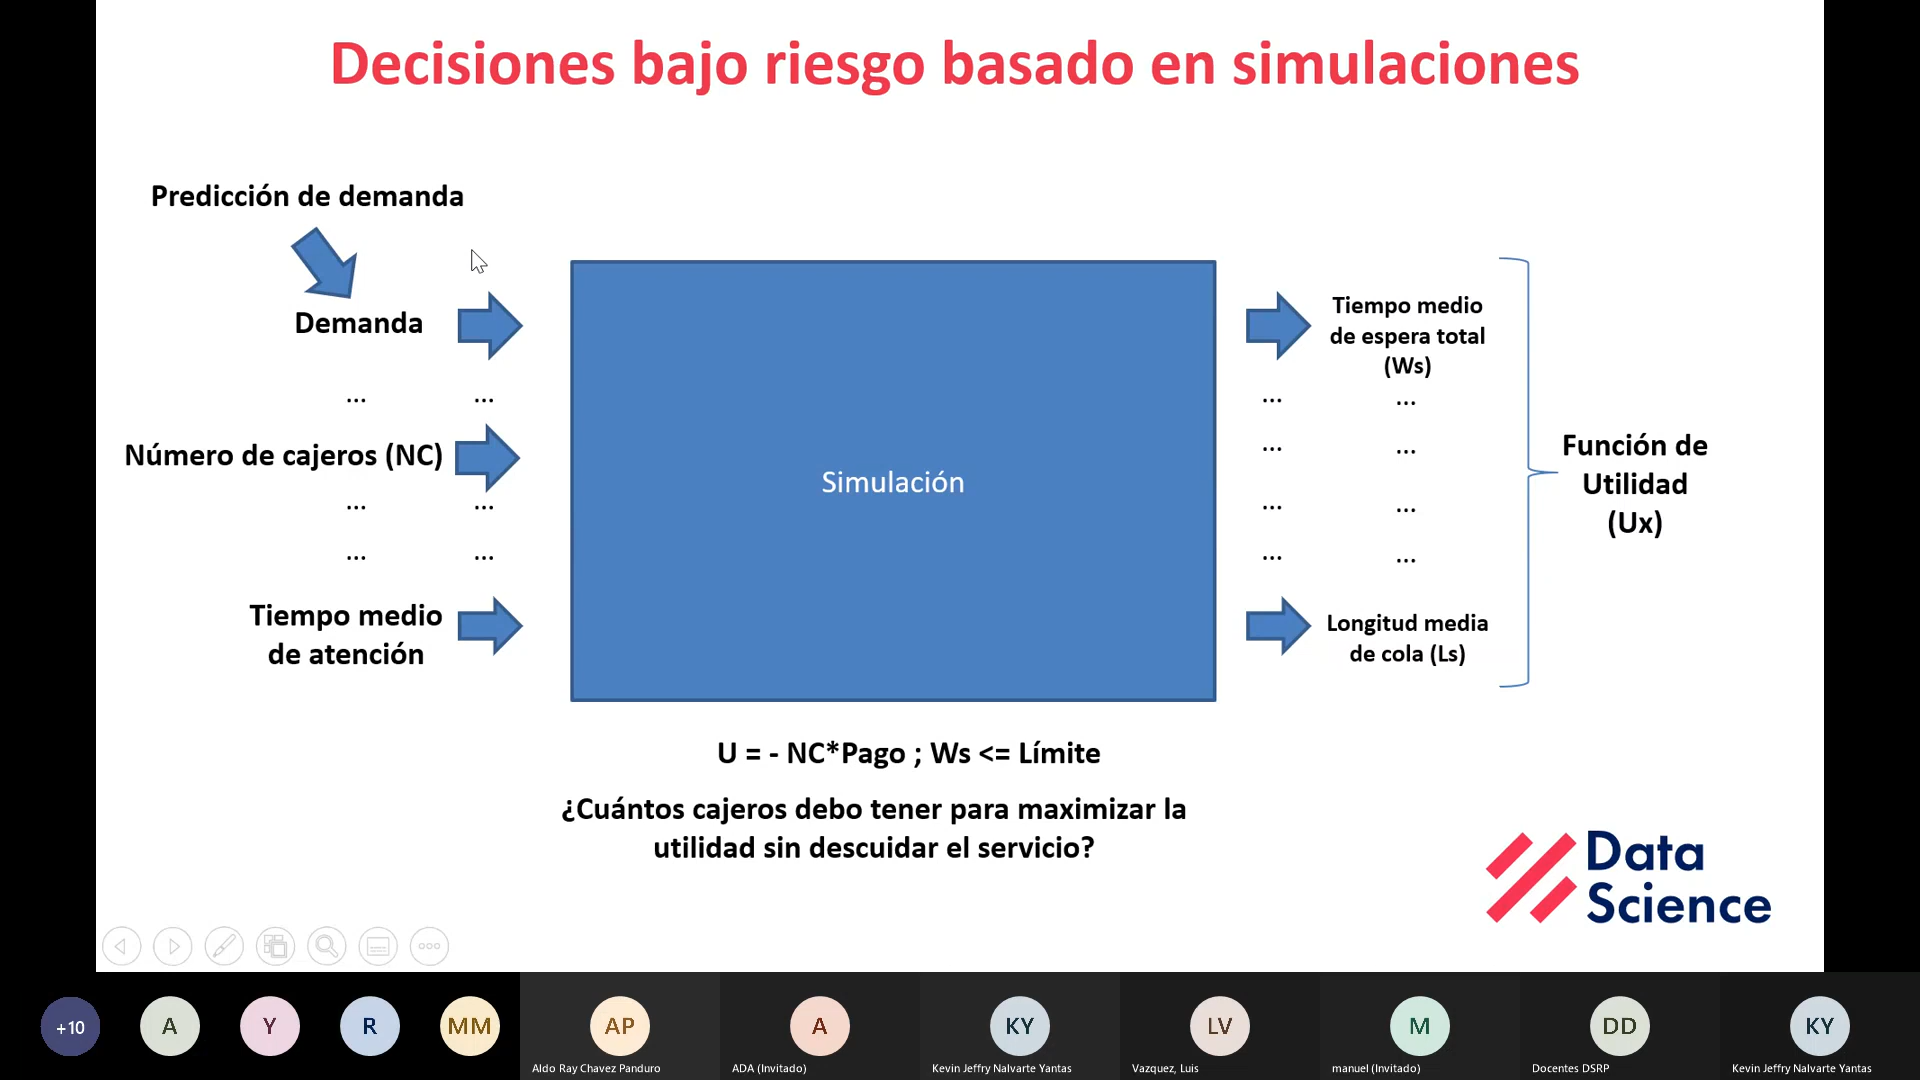 Decisiones bajo riesgo basado en simulaciones
Predicción de demanda
Demanda
... ...
Número de cajeros (NC)
... ...
... ...
Tiempo medio
de atención
Simulación
Tiempo medio
de espera total
(Ws)
... ...
... ...
... ...
... ...
Longitud media
de cola (Ls)
Función de
Utilidad
(Ux)
U = - NC*Pago ; Ws <= Límite
¿Cuántos cajeros debo tener para maximizar la
utilidad sin descuidar el servicio?
Data
Science
+10
A
Y
R
MM
AP
Aldo Ray Chavez Panduro
A
ADA (Invitado)
KY
Kevin Jeffry Nalvarte Yantas
LV
Vazquez, Luis
M
manuel (Invitado)
DD
Docentes DSRP
KY
Kevin Jeffry Nalvarte Yantas